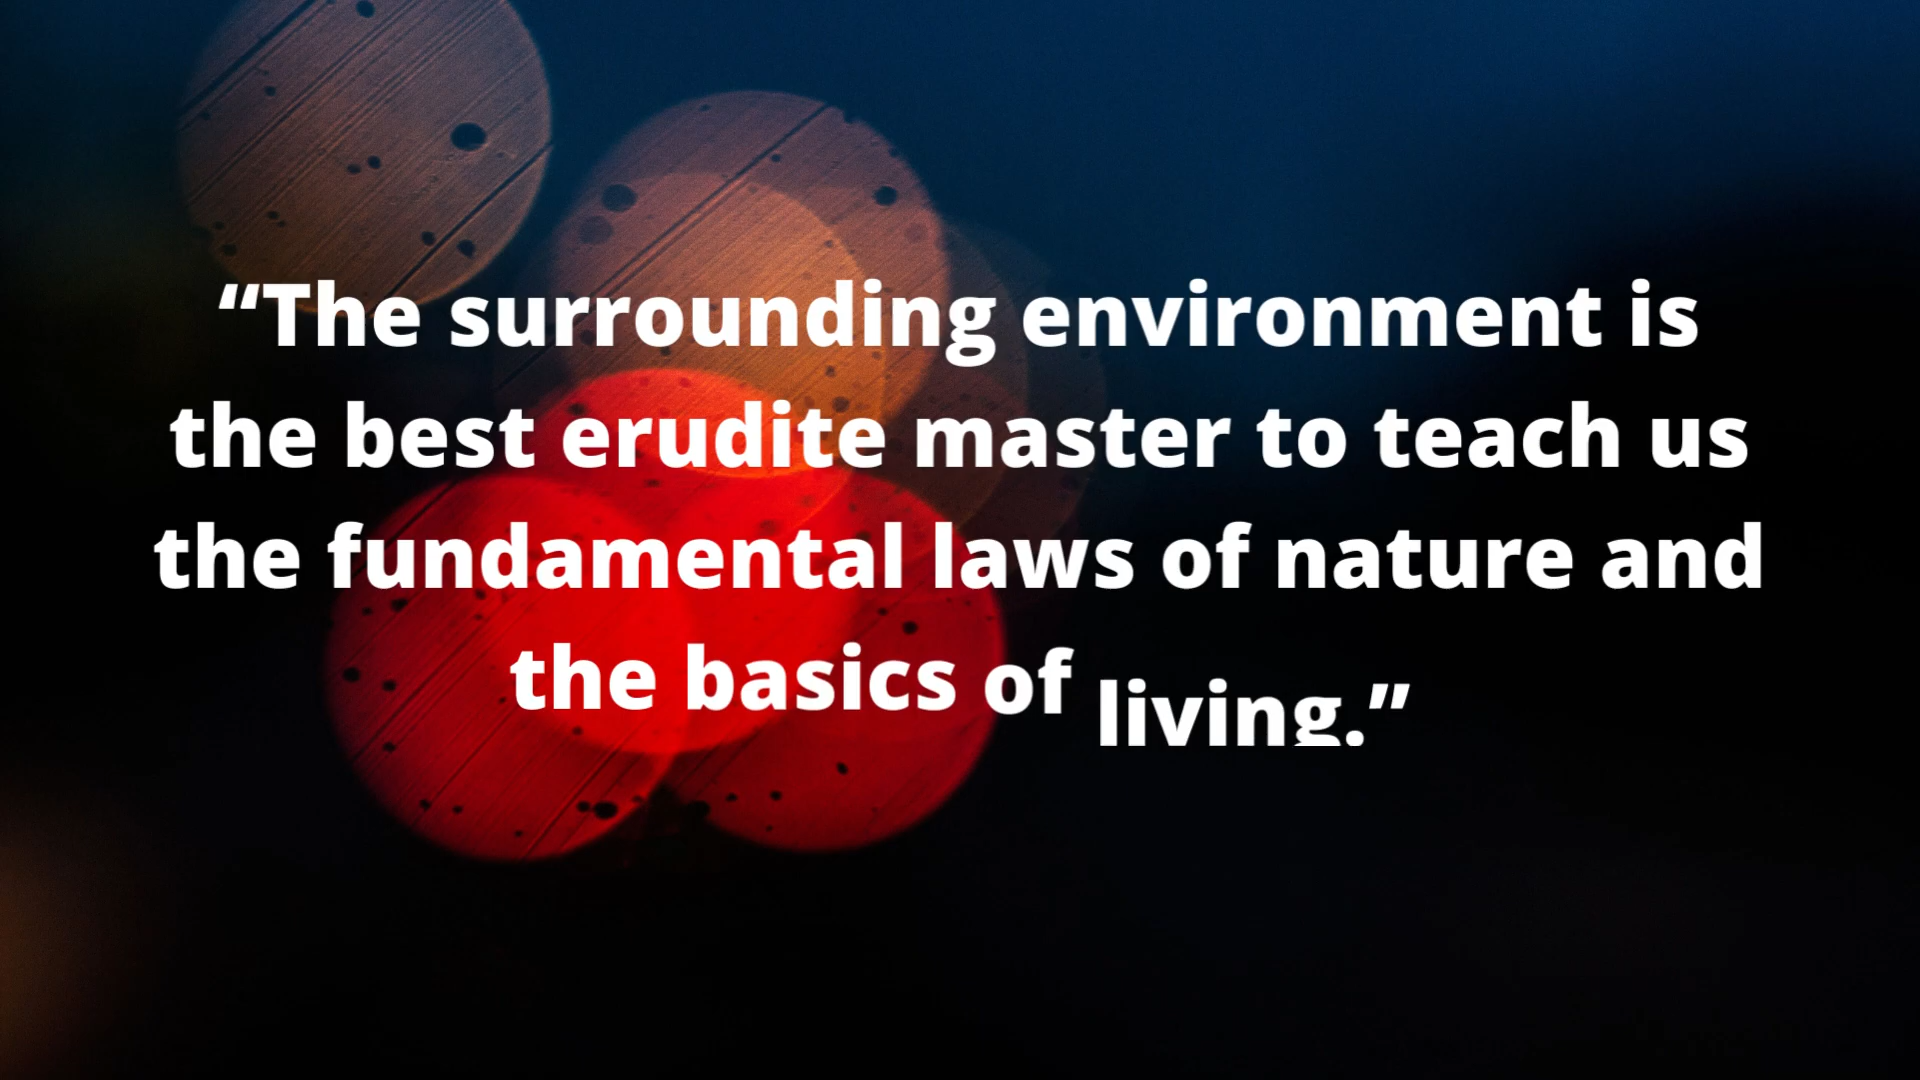 “The surrounding environment is
the best erudite master to teach us
the fundamental laws of nature and
the basics of living.”